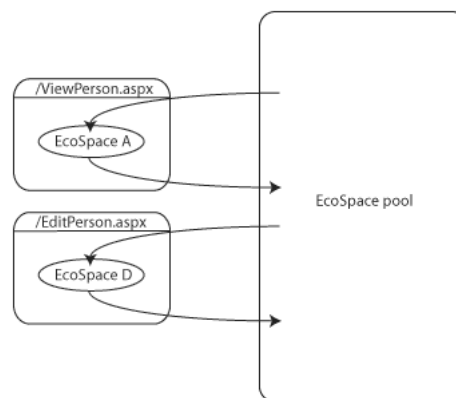 /ViewPerson.aspx
EcoSpace A
EcoSpace pool
/EditPerson.aspx
EcoSpace D